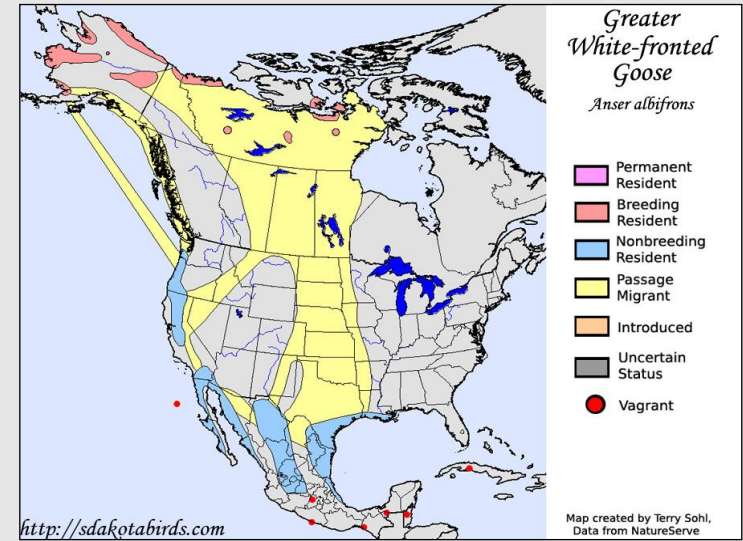 Greater
White-fronted
Goose
Anser albifrons
Permanent
Resident
Breeding
Resident
Nonbreeding
Resident
Passage
Migrant
Introduced
Uncertain
Status
Vagrant
http://sdakotabirds.com
Map created by Terry Sohl,
Data from NatureServe